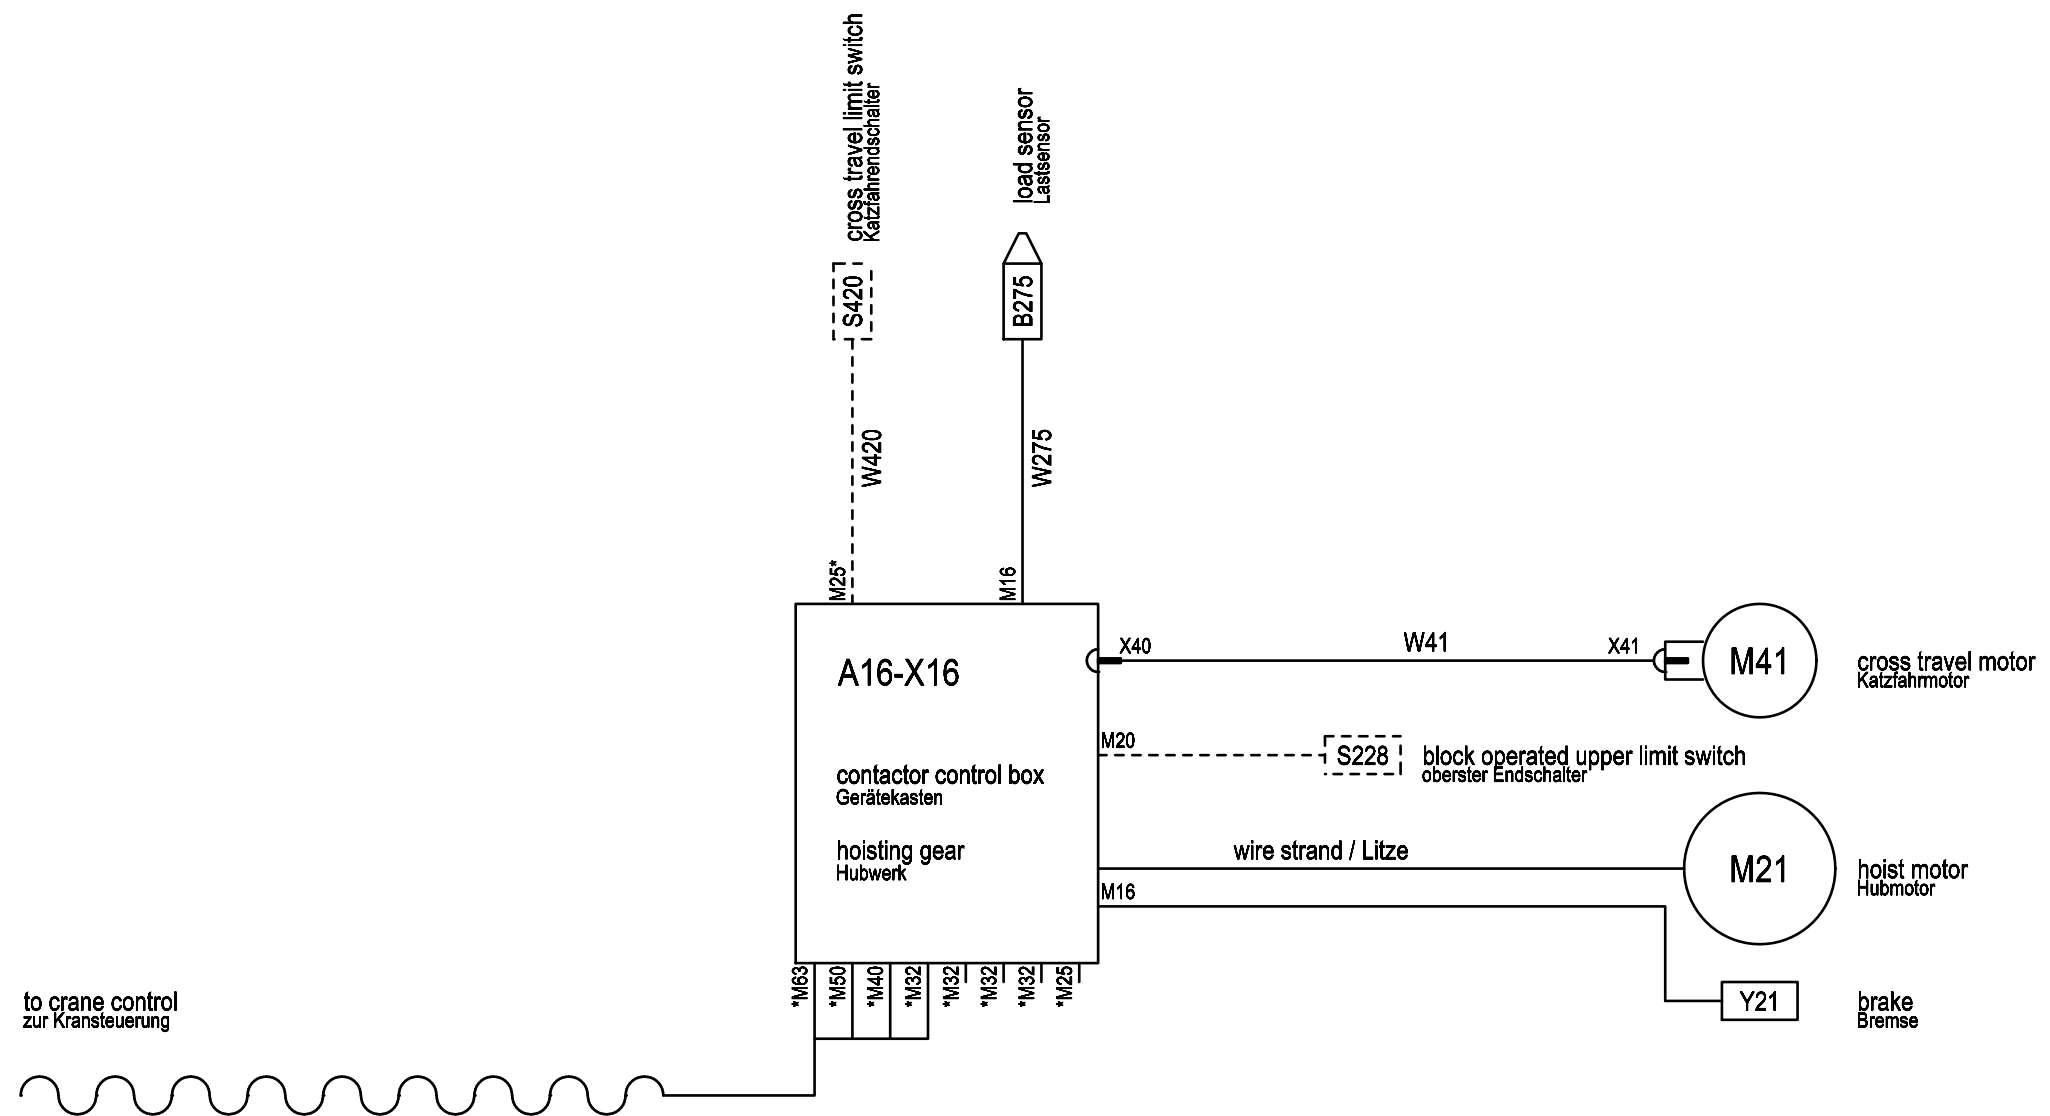 cross travel limit switch
Katzfahrendschalter
load sensor
Lastsensor
S420
B275
W420
W275
M25*
M16
X40
W41
X41
M41
cross travel motor
Katzfahrmotor
A16-X16
M20
S228
block operated upper limit switch
oberster Endschalter
contactor control box
Gerätekasten
hoisting gear
Hubwerk
wire strand / Litze
M21
hoist motor
Hubmotor
M16
*M63
*M50
*M40
*M32
*M32
*M32
*M32
*M25
Y21
brake
Bremse
to crane control
zur Kransteuerung